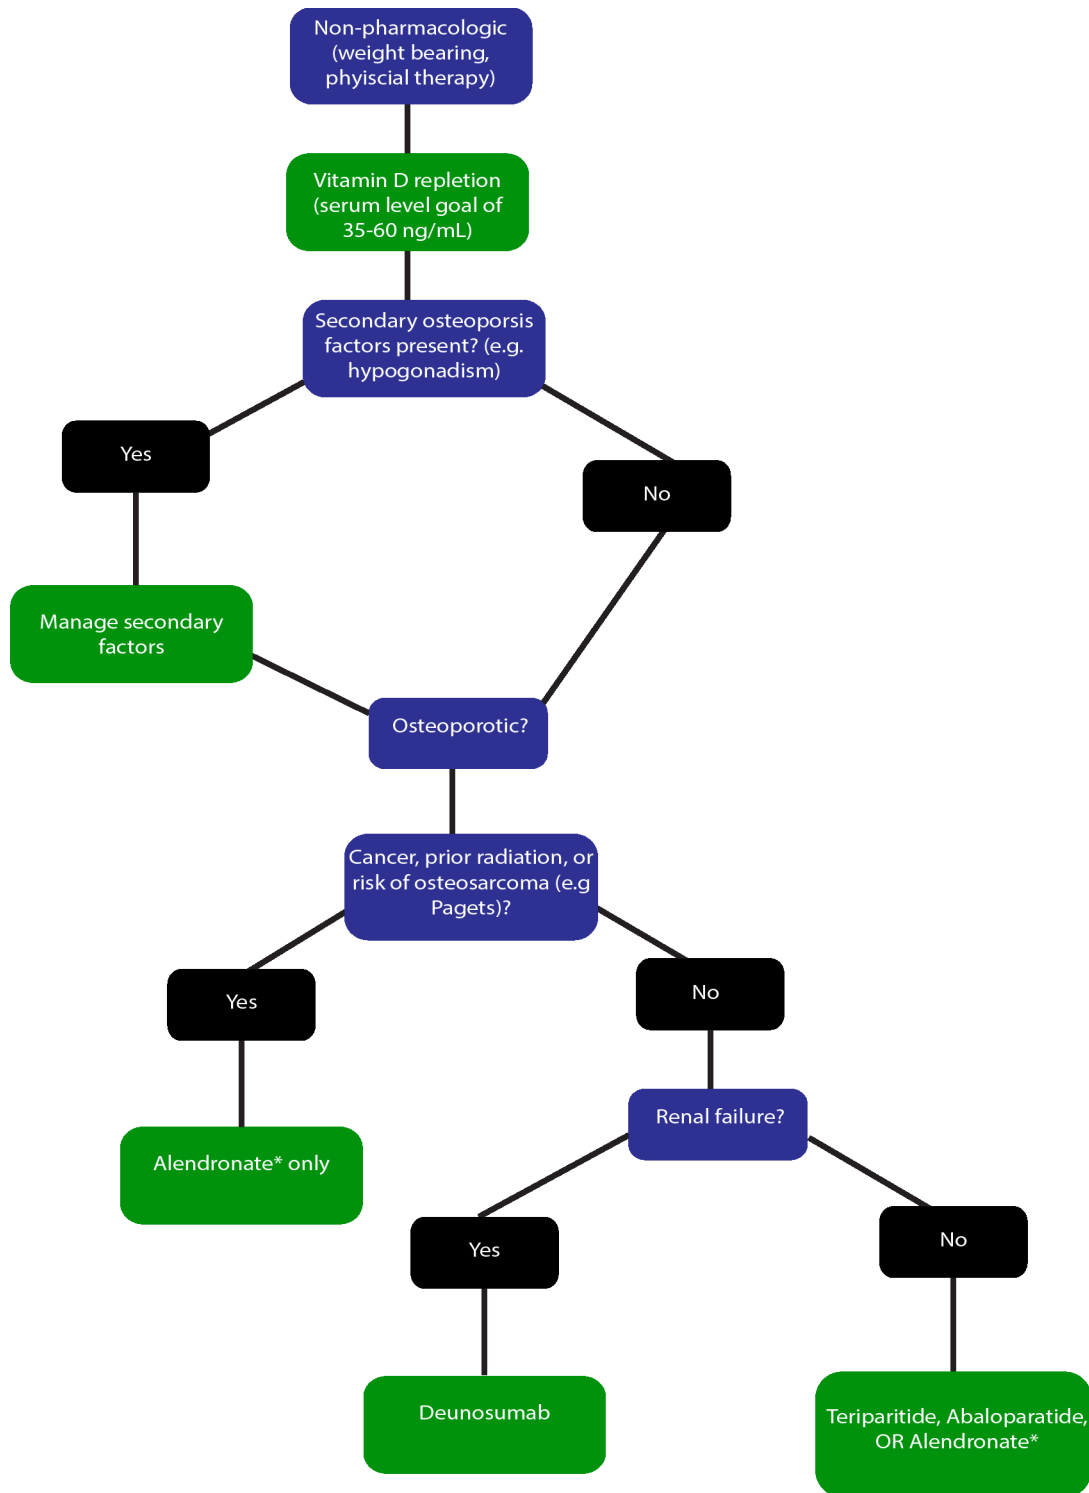 Non-pharmacologic
(weight bearing,
phyiscial therapy)
Vitamin D repletion
(serum level goal of
35-60 ng/mL)
Secondary osteoporsis
factors present? (e.g.
hypogonadism)
Yes
No
Manage secondary
factors
Osteoporotic?
Cancer, prior radiation, or
risk of osteosarcoma (e.g
Pagets)?
Yes
No
Alendronate* only
Renal failure?
Yes
No
Deunosumab
Teriparitide, Abaloparatide,
OR Alendronate*